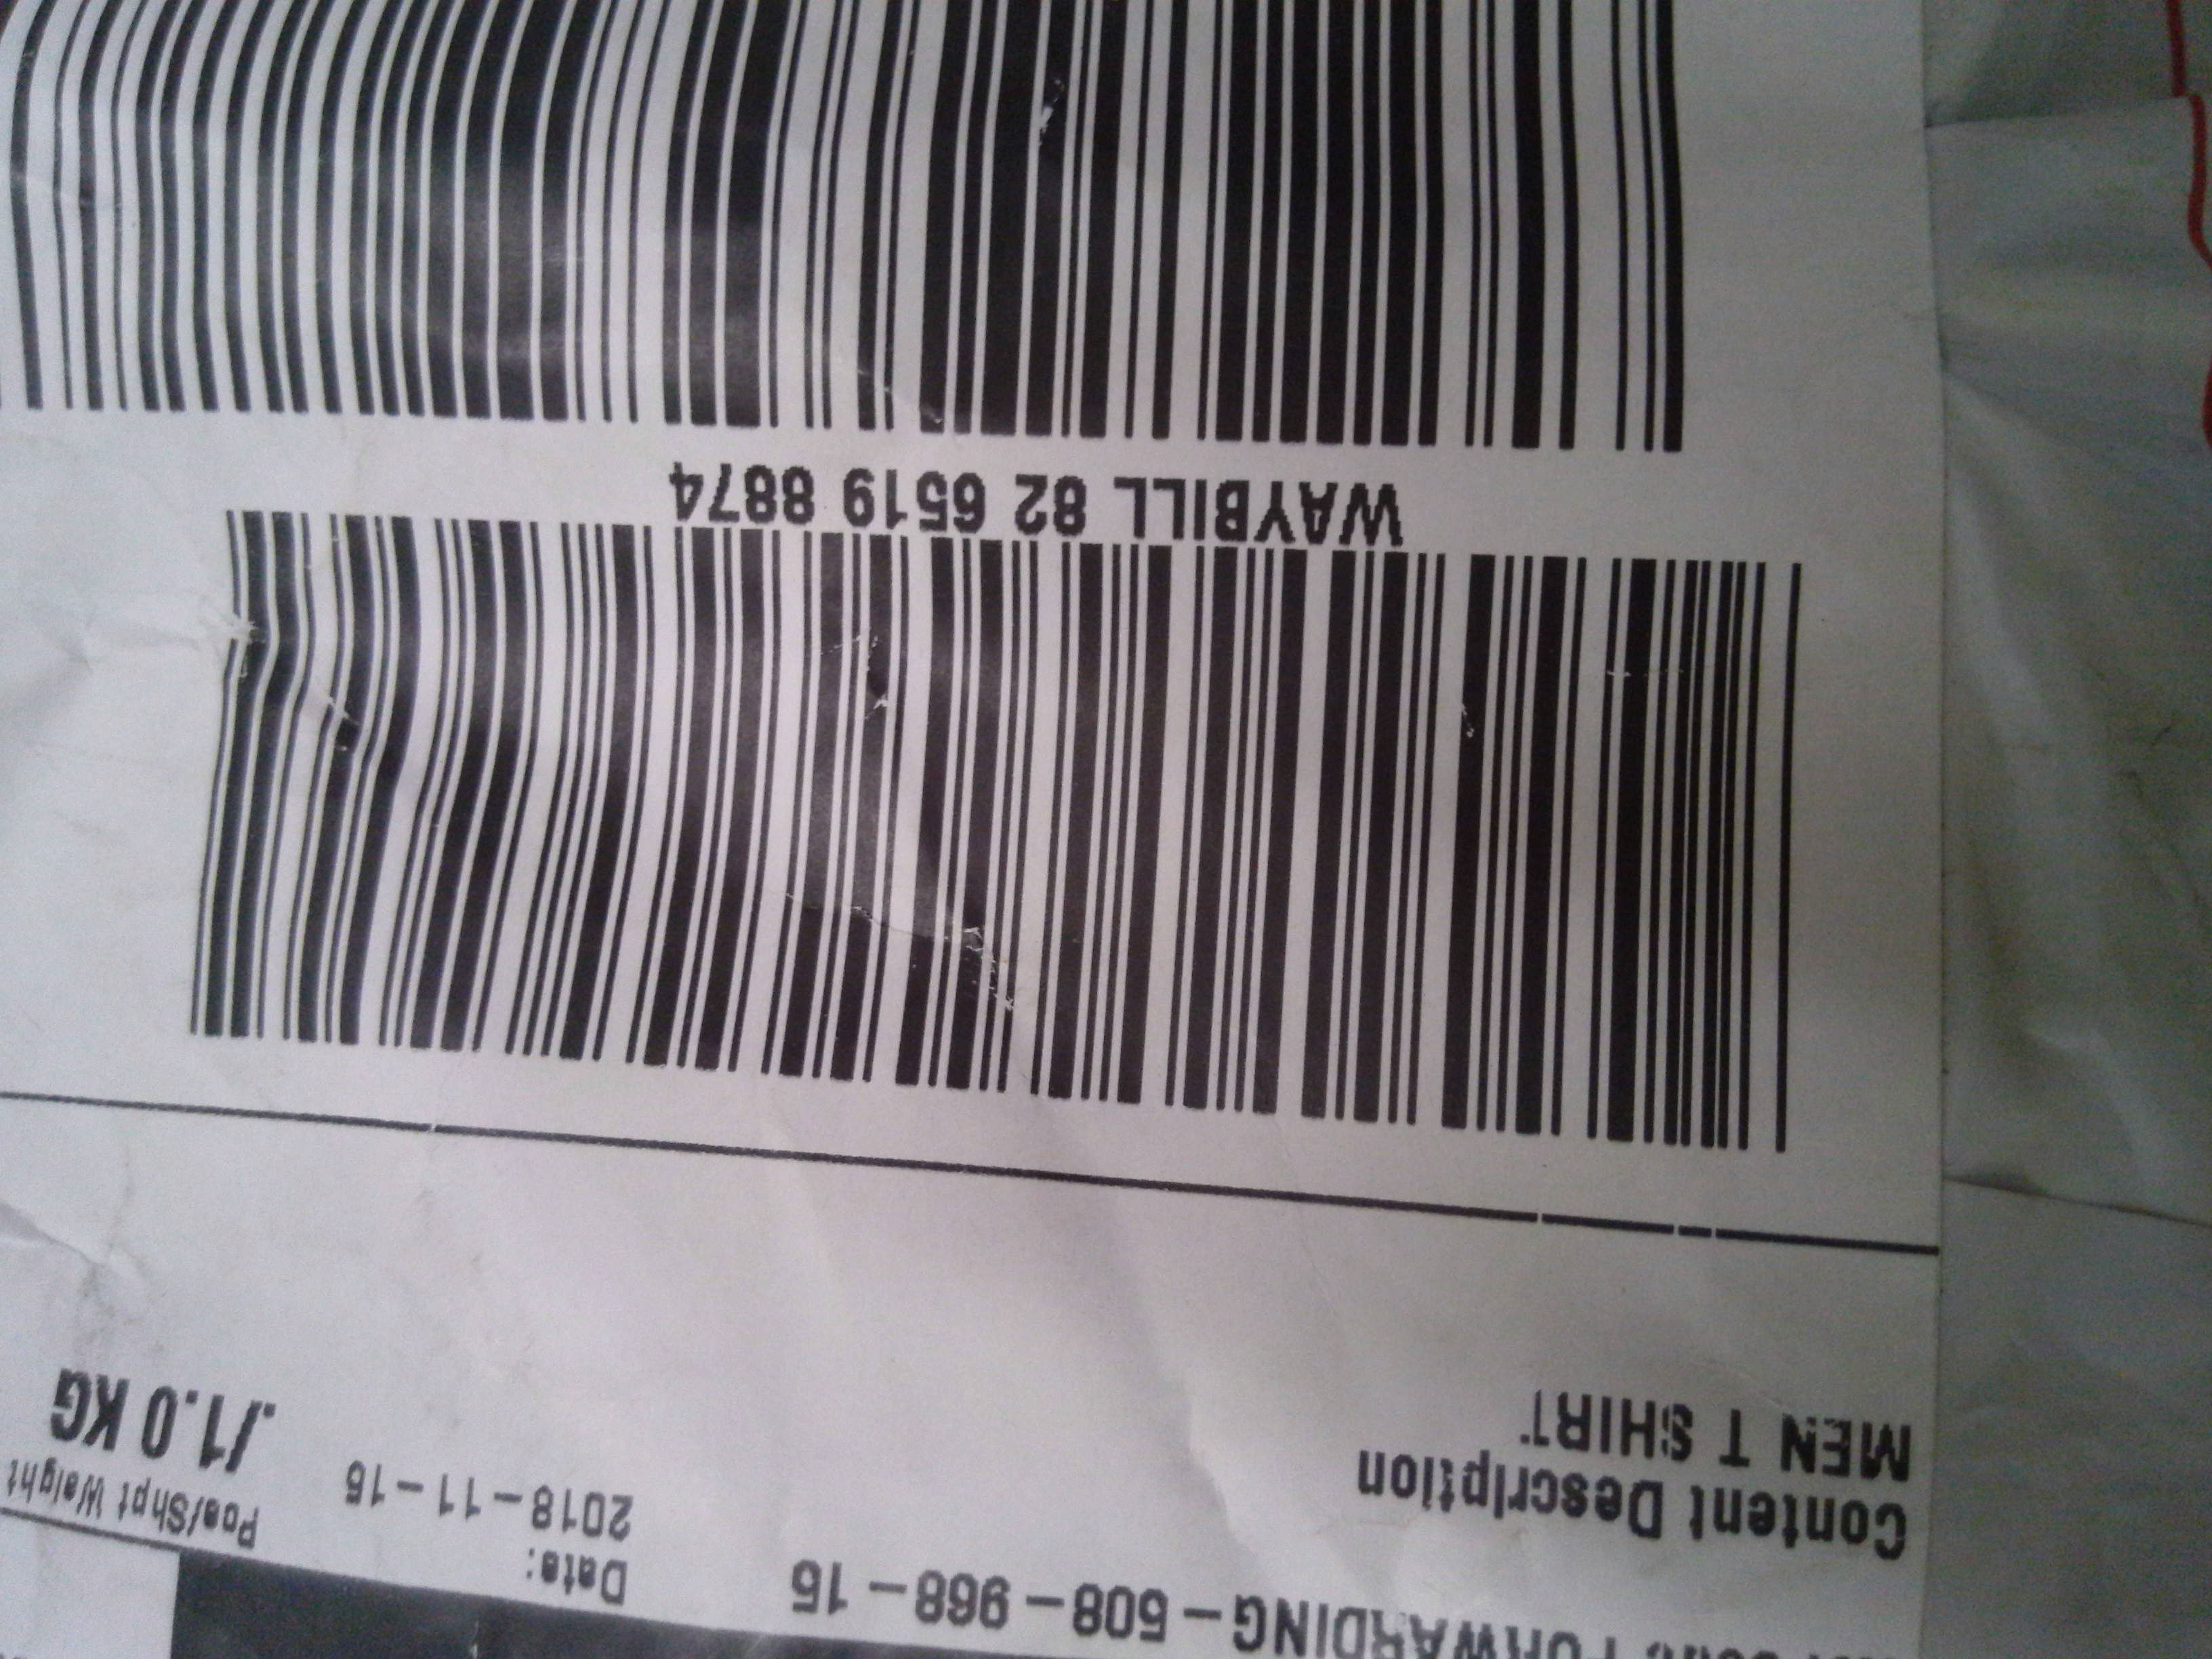 FORWARDING – 508 – 968 – 15
Date:
2018-11-15
Pce/Shpt Weight
./1.0 KG
Content Description
MEN T SHIRT
WAYBILL 82 6519 8874